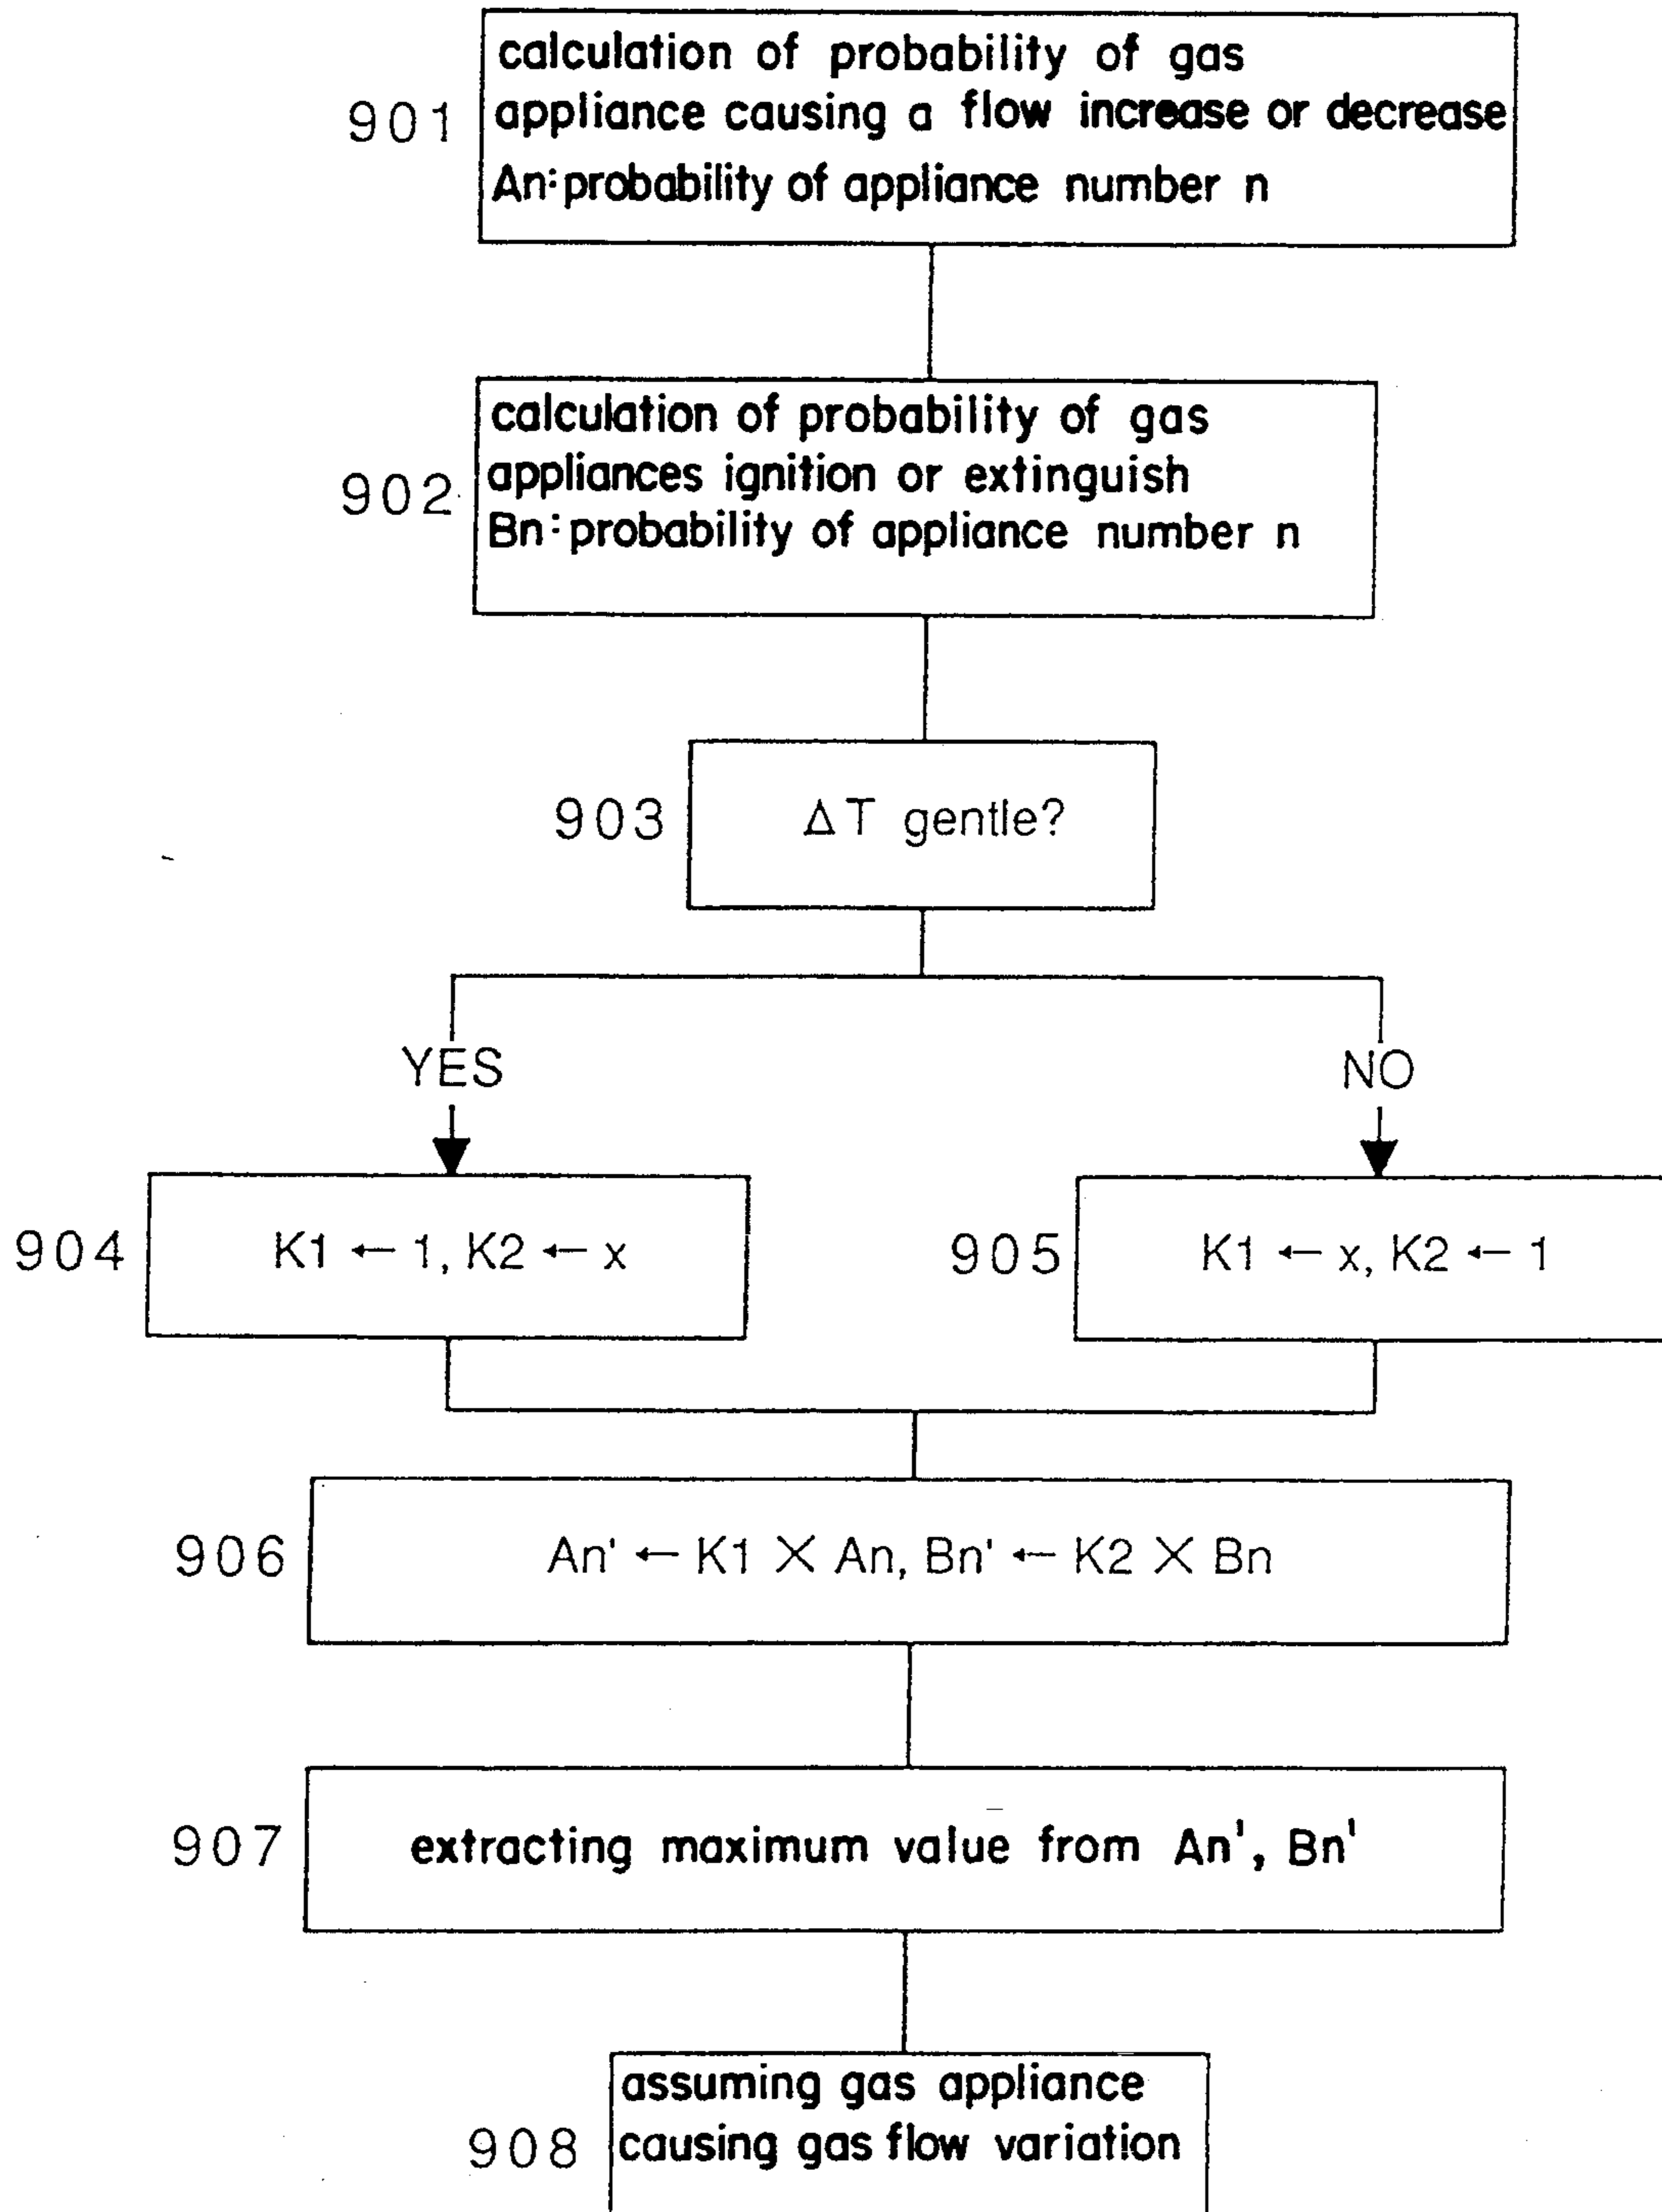 901
calculation of probability of gas
appliance causing a flow increase or decrease
An: probability of appliance number n
902
calculation of probability of gas
appliances ignition or extinguish
Bn: probability of appliance number n
903
ΔT gentle?
YES
NO
904
K1 ← 1, K2 ← x
905
K1 ← x, K2 ← 1
906
An' ← K1 × An, Bn' ← K2 × Bn
907
extracting maximum value from An', Bn'
908
assuming gas appliance
causing gas flow variation